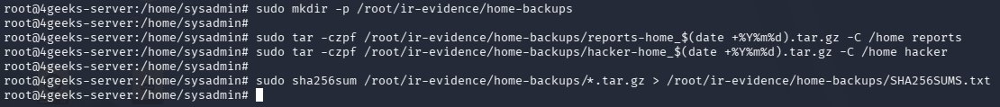 root@4geeks-server:/home/sysadmin# sudo mkdir -p /root/ir-evidence/home-backups
root@4geeks-server:/home/sysadmin#
root@4geeks-server:/home/sysadmin# sudo tar -czpf /root/ir-evidence/home-backups/reports-home_$(date +%Y%m%d).tar.gz -C /home reports
root@4geeks-server:/home/sysadmin# sudo tar -czpf /root/ir-evidence/home-backups/hacker-home_$(date +%Y%m%d).tar.gz -C /home hacker
root@4geeks-server:/home/sysadmin#
root@4geeks-server:/home/sysadmin# sudo sha256sum /root/ir-evidence/home-backups/*.tar.gz > /root/ir-evidence/home-backups/SHA256SUMS.txt
root@4geeks-server:/home/sysadmin#